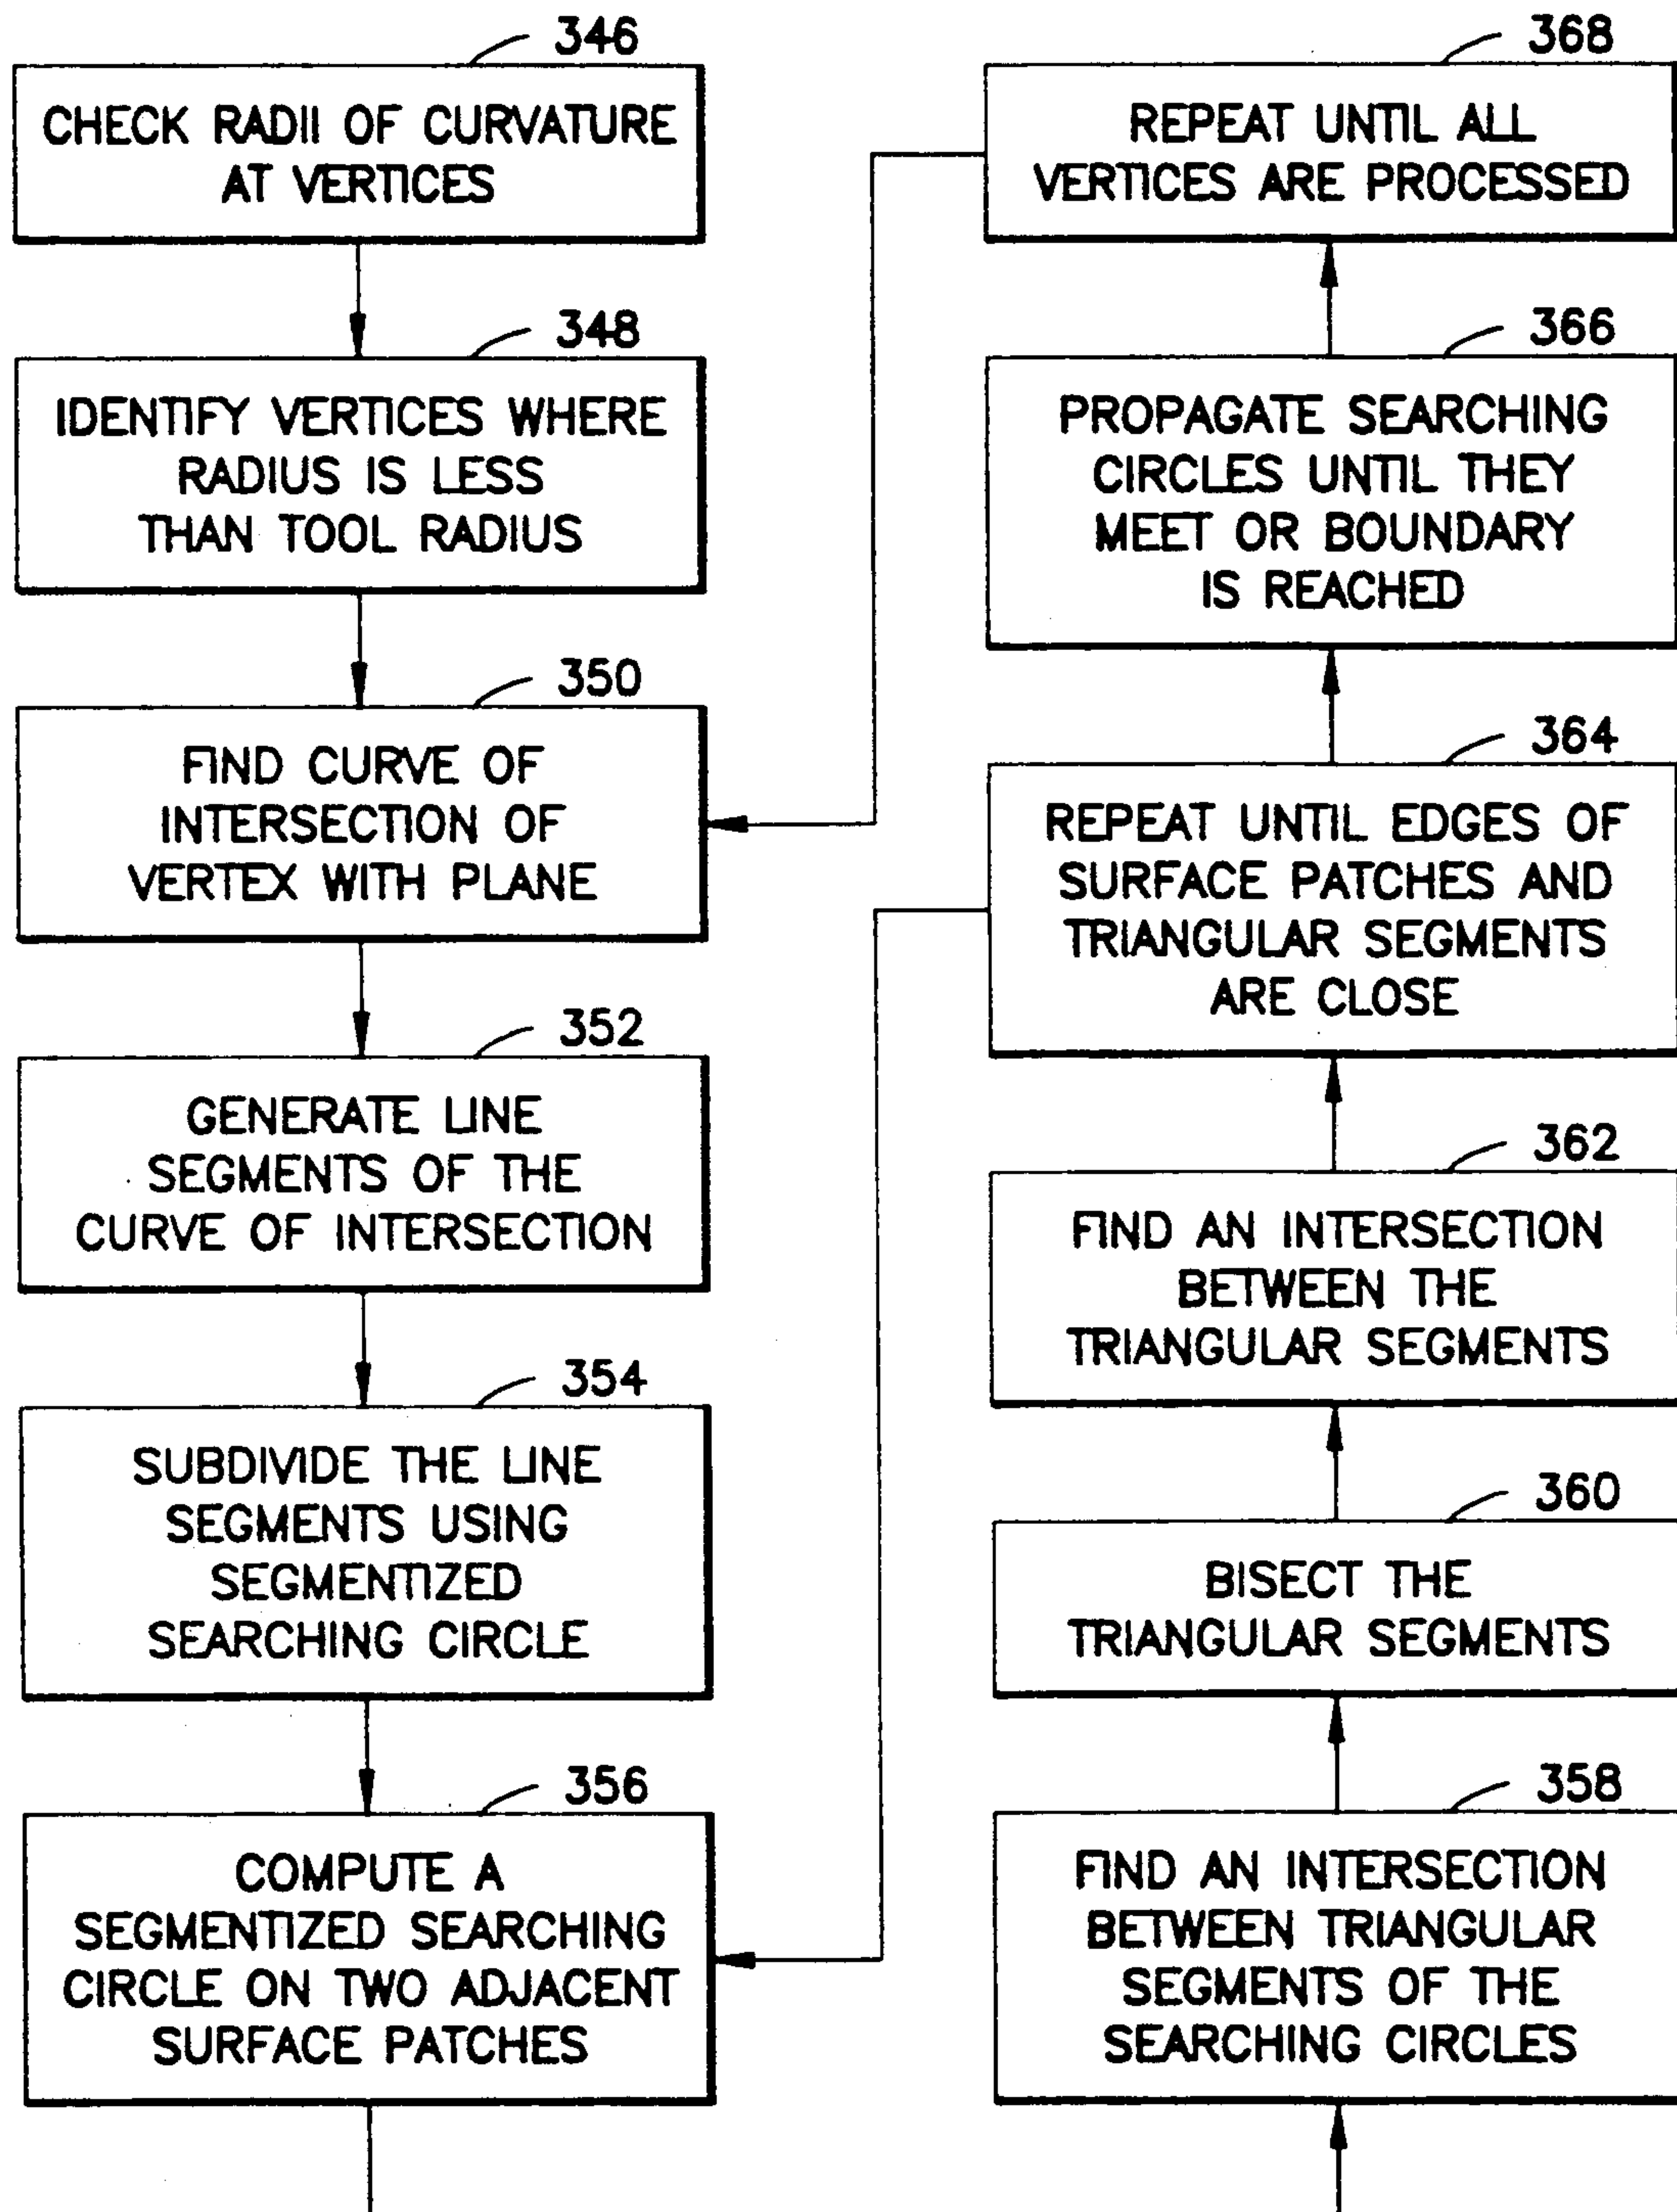 346
CHECK RADII OF CURVATURE
AT VERTICES
348
IDENTIFY VERTICES WHERE
RADIUS IS LESS
THAN TOOL RADIUS
350
FIND CURVE OF
INTERSECTION OF
VERTEX WITH PLANE
352
GENERATE LINE
SEGMENTS OF THE
CURVE OF INTERSECTION
354
SUBDIVIDE THE LINE
SEGMENTS USING
SEGMENTIZED
SEARCHING CIRCLE
356
COMPUTE A
SEGMENTIZED SEARCHING
CIRCLE ON TWO ADJACENT
SURFACE PATCHES
368
REPEAT UNTIL ALL
VERTICES ARE PROCESSED
366
PROPAGATE SEARCHING
CIRCLES UNTIL THEY
MEET OR BOUNDARY
IS REACHED
364
REPEAT UNTIL EDGES OF
SURFACE PATCHES AND
TRIANGULAR SEGMENTS
ARE CLOSE
362
FIND AN INTERSECTION
BETWEEN THE
TRIANGULAR SEGMENTS
360
BISECT THE
TRIANGULAR SEGMENTS
358
FIND AN INTERSECTION
BETWEEN TRIANGULAR
SEGMENTS OF THE
SEARCHING CIRCLES